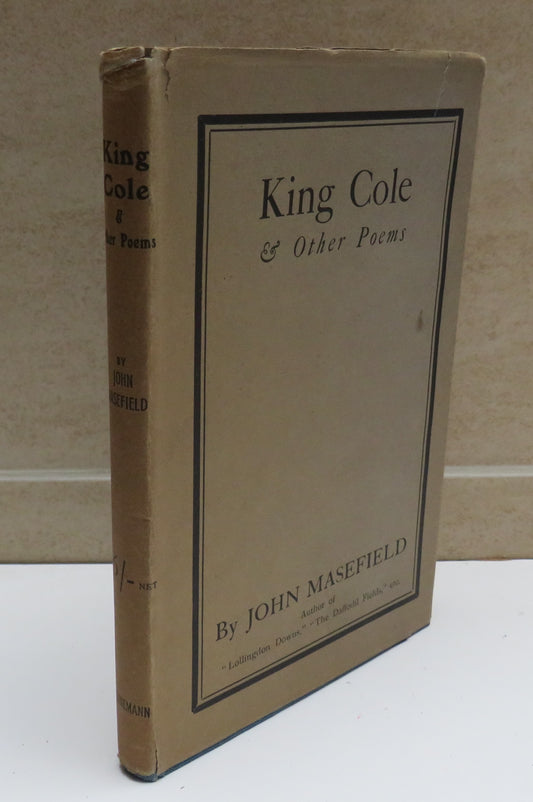 King
Cole
&
Other Poems
BY
JOHN
MASEFIELD
6/- NET
King Cole
& Other Poems
By JOHN MASEFIELD
Author of
"Lollingdon Downs," "The Daffodil Fields," etc.